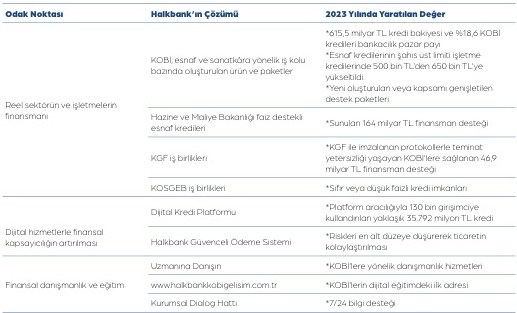 Odak Noktası
Halkbank'ın Çözümü
2023 Yılında Yaratılan Değer
Reel sektörün ve işletmelerin
finansmanı
KOBİ, esnaf ve sanatkâra yönelik iş kolu
bazında oluşturulan ürün ve paketler
*615,5 milyar TL kredi bakiyesi ve %18,6 KOBİ
kredileri bankacılık pazar payı
*Esnaf kredilerinin şahıs üst limiti işletme
kredilerinde 500 bin TL'den 650 bin TL'ye
yükseltildi.
*Yeni oluşturulan veya kapsamı genişletilen
destek paketleri
Hazine ve Maliye Bakanlığı faiz destekli
esnaf kredileri
*Sunulan 164 milyar TL finansman desteği
KGF iş birlikleri
*KGF ile imzalanan protokollerle teminat
yetersizliği yaşayan KOBİ'lere sağlanan 46,9
milyar TL finansman desteği
KOSGEB iş birlikleri
*Sıfır veya düşük faizli kredi imkanları
Dijital hizmetlerle finansal
kapsayıcılığın artırılması
Dijital Kredi Platformu
*Platform aracılığıyla 130 bin girişimciye
kullandırılan yaklaşık 35.792 milyon TL kredi
Halkbank Güvenceli Ödeme Sistemi
*Riskleri en alt düzeye düşürerek ticaretin
kolaylaştırılması
Finansal danışmanlık ve eğitim
Uzmanına Danışın
*KOBİ'lere yönelik danışmanlık hizmetleri
www.halkbankkobigelisim.com.tr
*KOBİ'lerin dijital eğitimdeki ilk adresi
Kurumsal Dialog Hattı
*7/24 bilgi desteği